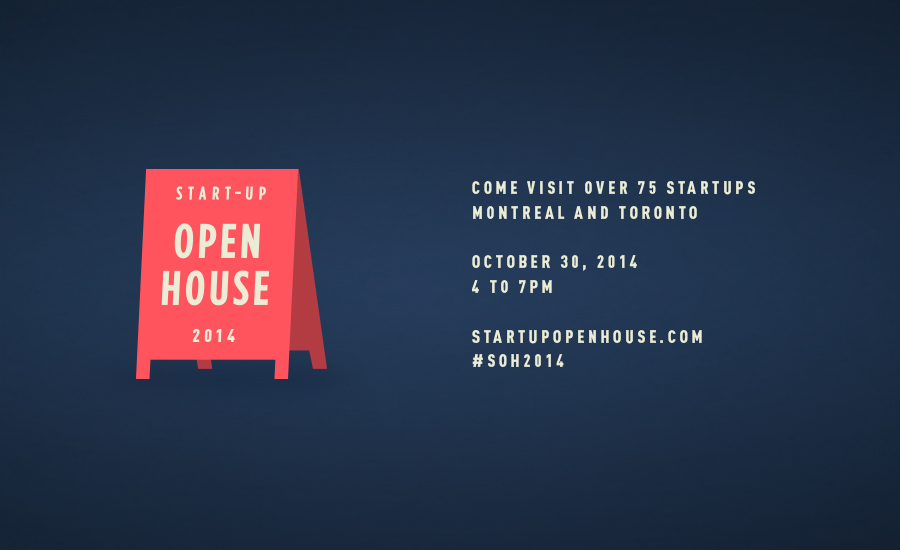 START-UP
OPEN
HOUSE
2014
COME VISIT OVER 75 STARTUPS
MONTREAL AND TORONTO
OCTOBER 30, 2014
4 TO 7PM
STARTUPOPENHOUSE.COM
#SOH2014